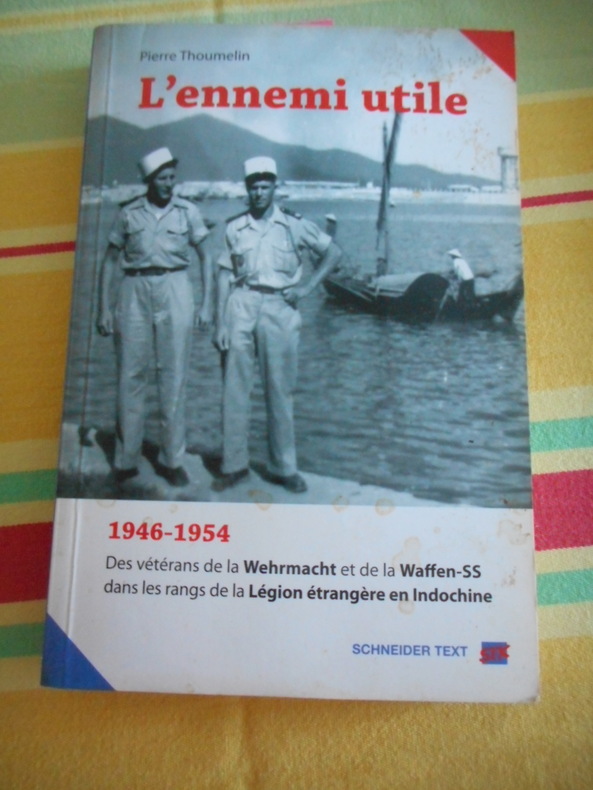 Pierre Thoumelin
L'ennemi utile
1946-1954
Des vétérans de la Wehrmacht et de la Waffen-SS
dans les rangs de la Légion étrangère en Indochine
SCHNEIDER TEXT